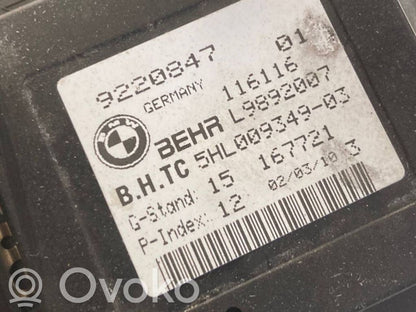 9220847 01
GERMANY 116116
BEHR L9892007
B.H.TC 5HL009349-03
G-Stand: 15 167721
P-Index: 12 02/03/10 3
OVOKO